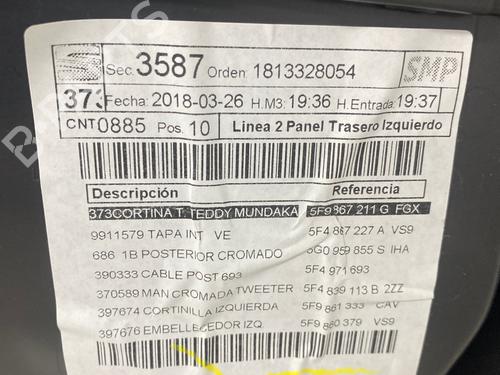 Sec. 3587 Orden: 1813328054 SMP
373 Fecha: 2018-03-26 H.M3: 19:36 H.Entrada: 19:37
CNT 0885 Pos. 10 Linea 2 Panel Trasero Izquierdo
Descripción Referencia
373CORTINA T. TEDDY MUNDAKA 5F9 867 211 G FGX
9911579 TAPA INT VE 5F4 867 227 A VS9
686 1B POSTERIOR CROMADO 5G0 959 855 S IHA
390333 CABLE POST 693 5F4 971 693
370589 MAN CROMADA TWEETER 5F4 839 113 B 2ZZ
397674 CORTINILLA IZQUIERDA 5F9 861 333 CAV
397676 EMBELLECEDOR IZQ. 5F9 860 379 VS9